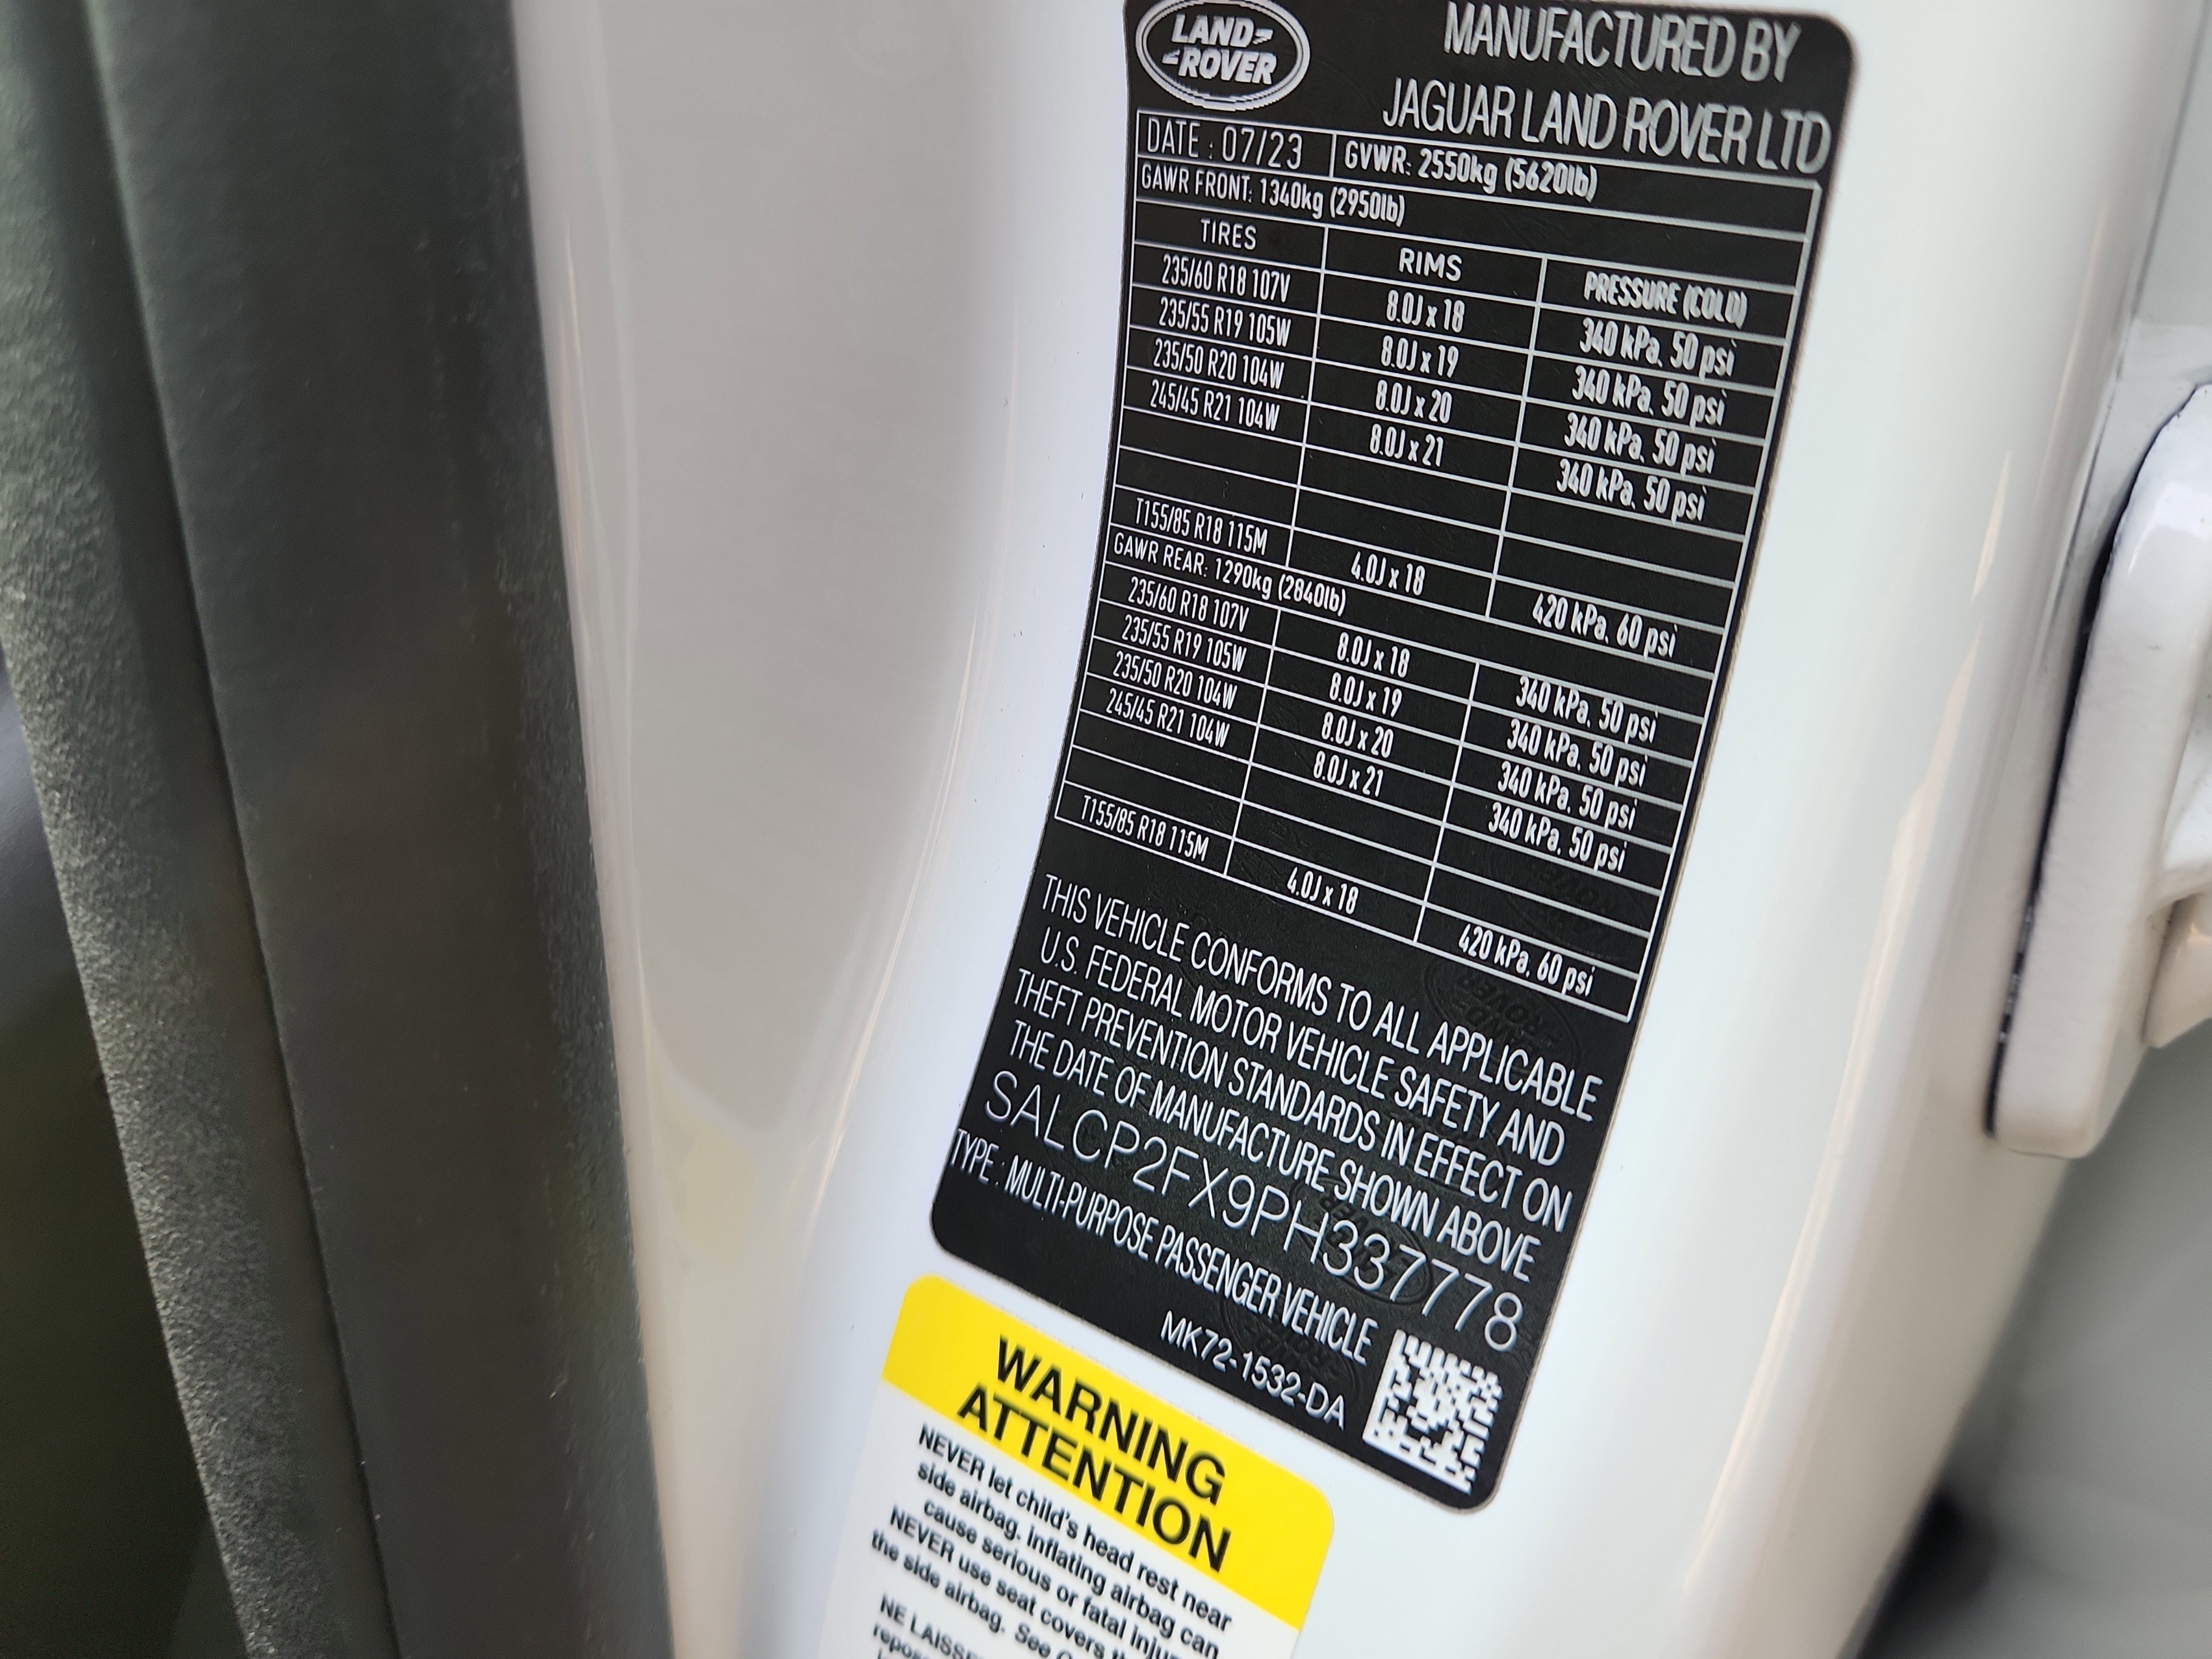 LAND
ROVER
MANUFACTURED BY
JAGUAR LAND ROVER LTD
DATE : 07/23 GVWR: 2550kg (5620lb)
GAWR FRONT: 1340kg (2950lb)
TIRES RIMS PRESSURE (COLD)
235/60 R18 107V 8.0J x 18 340 kPa, 50 psi
235/55 R19 105W 8.0J x 19 340 kPa, 50 psi
235/50 R20 104W 8.0J x 20 340 kPa, 50 psi
245/45 R21 104W 8.0J x 21 340 kPa, 50 psi
T155/85 R18 115M 4.0J x 18 420 kPa, 60 psi
GAWR REAR: 1290kg (2840lb)
235/60 R18 107V 8.0J x 18 340 kPa, 50 psi
235/55 R19 105W 8.0J x 19 340 kPa, 50 psi
235/50 R20 104W 8.0J x 20 340 kPa, 50 psi
245/45 R21 104W 8.0J x 21 340 kPa, 50 psi
T155/85 R18 115M 4.0J x 18 420 kPa, 60 psi
THIS VEHICLE CONFORMS TO ALL APPLICABLE
U.S. FEDERAL MOTOR VEHICLE SAFETY AND
THEFT PREVENTION STANDARDS IN EFFECT ON
THE DATE OF MANUFACTURE SHOWN ABOVE
SALCP2FX9PH337778
TYPE : MULTI-PURPOSE PASSENGER VEHICLE
MK72-1532-DA
WARNING
ATTENTION
NEVER let child's head rest near
side airbag. Inflating airbag can
cause serious or fatal
NEVER use seat covers
the side airbag. See
NE